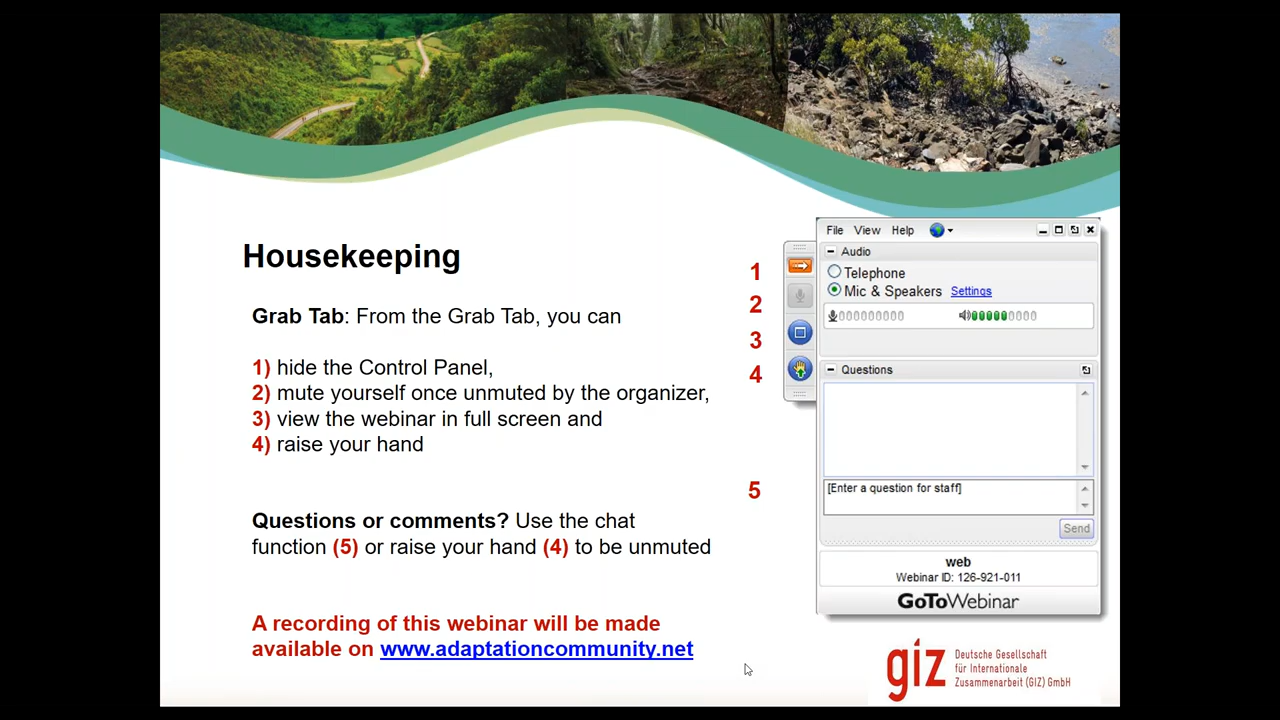 Housekeeping
Grab Tab: From the Grab Tab, you can
1) hide the Control Panel,
2) mute yourself once unmuted by the organizer,
3) view the webinar in full screen and
4) raise your hand
Questions or comments? Use the chat
function (5) or raise your hand (4) to be unmuted
A recording of this webinar will be made
available on www.adaptationcommunity.net
1
2
3
4
5
File View Help
Audio
Telephone
Mic & Speakers Settings
Questions
[Enter a question for staff]
Send
web
Webinar ID: 126-921-011
GoToWebinar
giz
Deutsche Gesellschaft
für Internationale
Zusammenarbeit (GIZ) GmbH